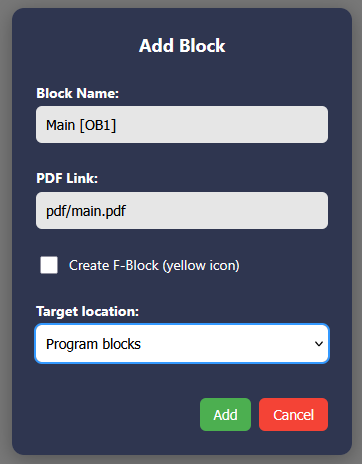 Add Block
Block Name:
Main [OB1]
PDF Link:
pdf/main.pdf
Create F-Block (yellow icon)
Target location:
Program blocks
Add Cancel